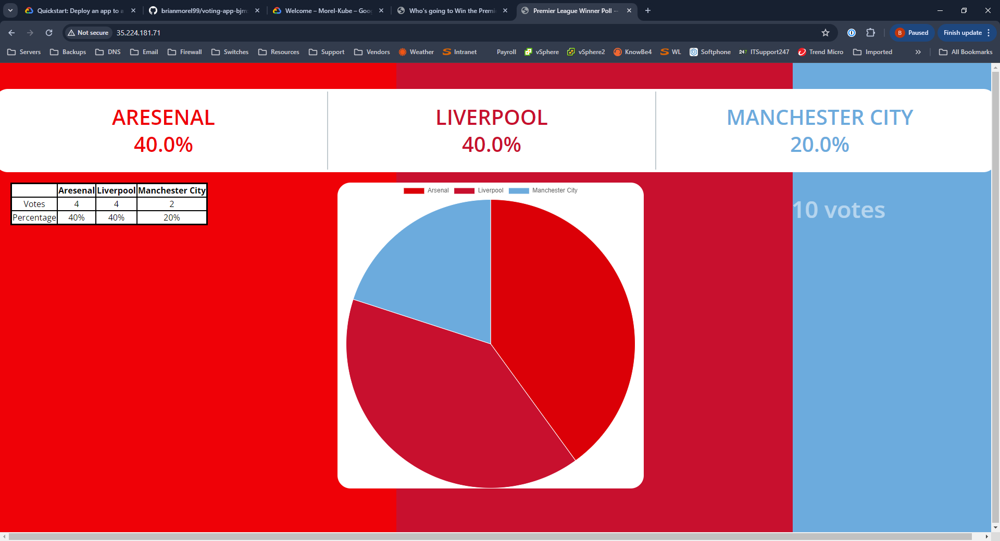 Quickstart: Deploy an app to a
brianmorel99/voting-app-bjm
Welcome – Morel-Kube – Goo
Who's going to Win the Premi
Premier League Winner Poll –
Not secure 35.224.181.71
B Paused
Finish update
Servers Backups DNS Email Firewall Switches Resources Support Vendors Weather Intranet Payroll vSphere vSphere2 KnowBe4 WL Softphone 247 ITSupport247 Trend Micro Imported » All Bookmarks
ARESENAL
40.0%
LIVERPOOL
40.0%
MANCHESTER CITY
20.0%
Aresenal Liverpool Manchester City
Votes 4 4 2
Percentage 40% 40% 20%
Arsenal Liverpool Manchester City
10 votes